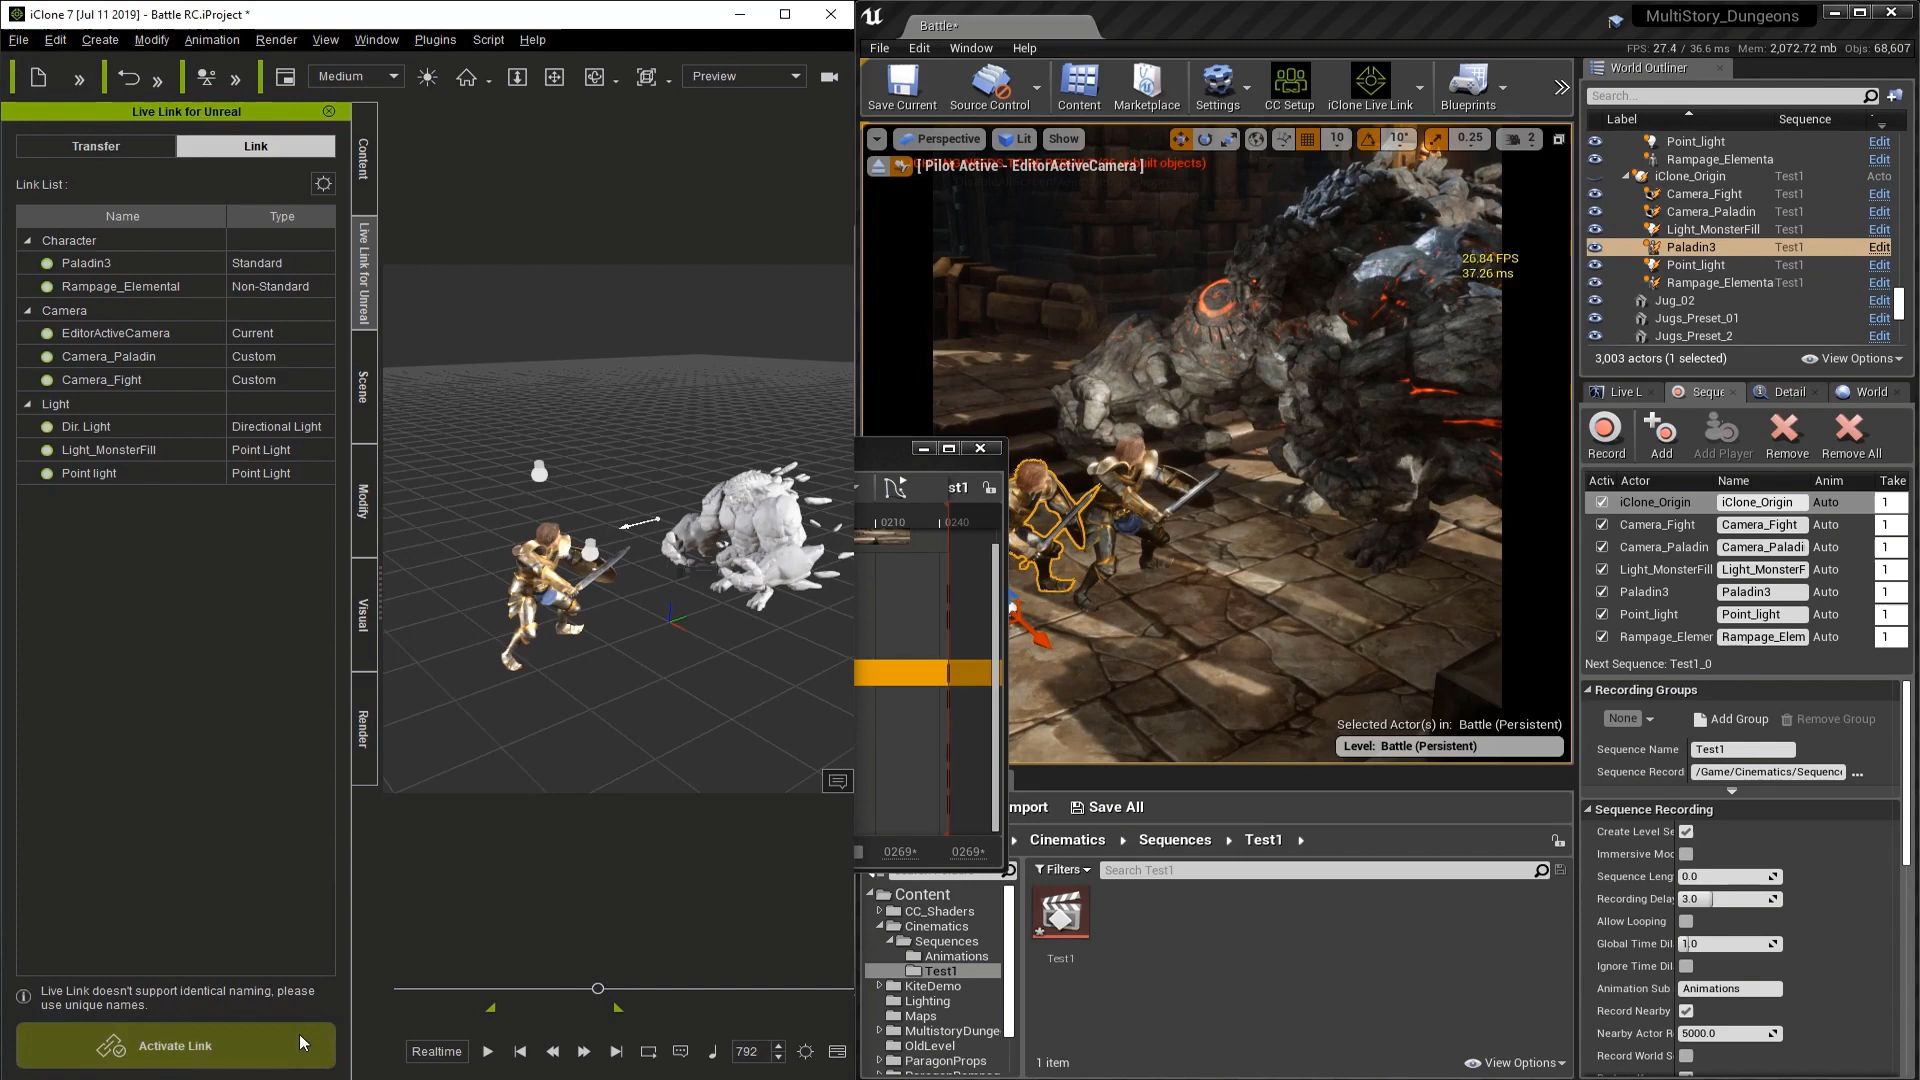 iClone 7 [Jul 11 2019] - Battle RC.iProject *
File Edit Create Modify Animation Render View Window Plugins Script Help
Medium
Preview
Live Link for Unreal
Transfer Link
Link List :
Name Type
Character
Paladin3 Standard
Rampage_Elemental Non-Standard
Camera
EditorActiveCamera Current
Camera_Paladin Custom
Camera_Fight Custom
Light
Dir. Light Directional Light
Light_MonsterFill Point Light
Point light Point Light
Live Link doesn't support identical naming, please
use unique names.
Activate Link
Content
Live Link for Unreal
Scene
Modify
Visual
Render
Realtime
792
Battle*
MultiStory_Dungeons
File Edit Window Help
FPS: 27.4 / 36.6 ms Mem: 2,072.72 mb Objs: 68,607
Save Current Source Control Content Marketplace Settings CC Setup iClone Live Link Blueprints
Perspective Lit Show 10 10° 0.25 2
[ Pilot Active - EditorActiveCamera ]
26.84 FPS
37.26 ms
Selected Actor(s) in: Battle (Persistent)
Level: Battle (Persistent)
st1
0210 0240
0269* 0269*
mport Save All
Cinematics Sequences Test1
Filters Search Test1
Content
CC_Shaders
Cinematics
Sequences
Animations
Test1
KiteDemo
Lighting
Maps
MultistoryDunge
OldLevel
ParagonProps
Test1
1 item View Options
World Outliner
Search...
Label Sequence
Point_light Edit
Rampage_Elementa Edit
iClone_Origin Test1 Acto
Camera_Fight Test1 Edit
Camera_Paladin Test1 Edit
Light_MonsterFill Test1 Edit
Paladin3 Test1 Edit
Point_light Test1 Edit
Rampage_Elementa Test1 Edit
Jug_02 Edit
Jugs_Preset_01 Edit
Jugs_Preset_2 Edit
3,003 actors (1 selected) View Options
Live L Seque Detail World
Record Add Add Player Remove Remove All
Activ Actor Name Anim Take
iClone_Origin iClone_Origin Auto 1
Camera_Fight Camera_Fight Auto 1
Camera_Paladin Camera_Paladi Auto 1
Light_MonsterFill Light_MonsterF Auto 1
Paladin3 Paladin3 Auto 1
Point_light Point_light Auto 1
Rampage_Elemer Rampage_Elem Auto 1
Next Sequence: Test1_0
Recording Groups
None Add Group Remove Group
Sequence Name Test1
Sequence Record /Game/Cinematics/Sequence ...
Sequence Recording
Create Level Se
Immersive Moc
Sequence Leng 0.0
Recording Dela 3.0
Allow Looping
Global Time Dil 1.0
Ignore Time Dil
Animation Sub Animations
Record Nearby
Nearby Actor R 5000.0
Record World S